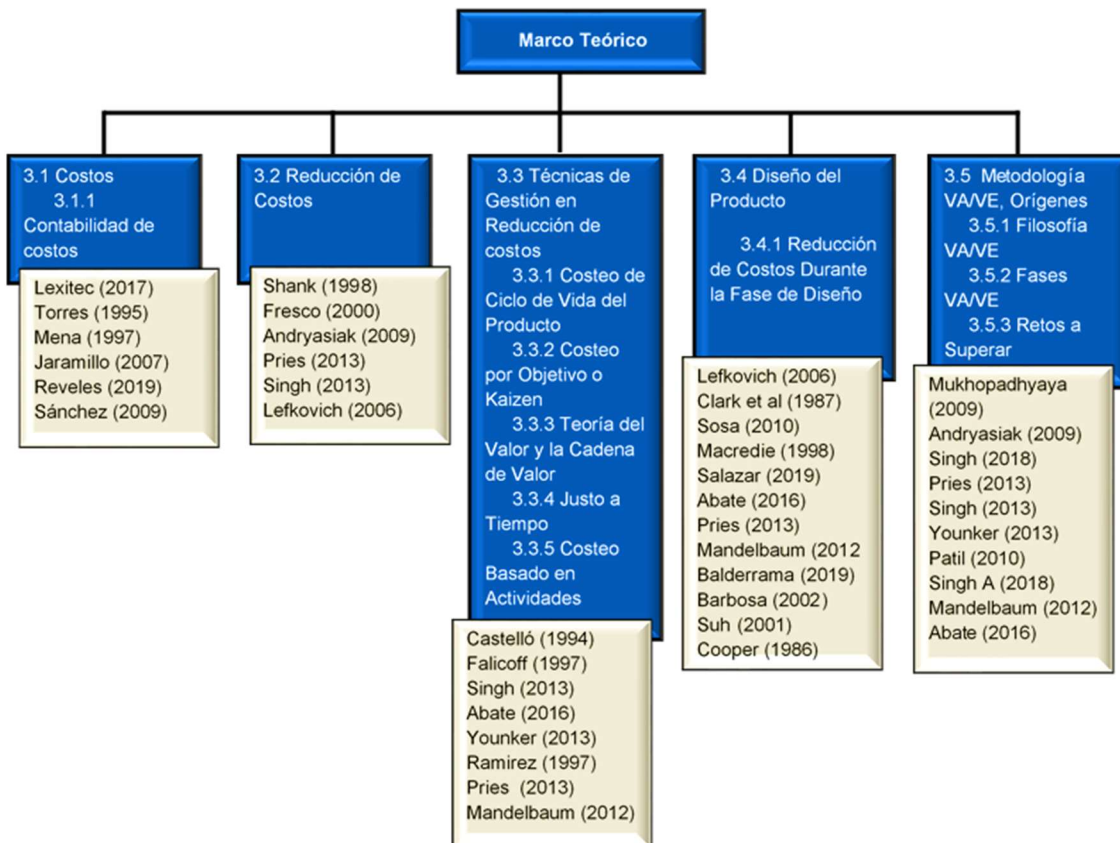 Marco Teórico
3.1 Costos
3.1.1
Contabilidad de
costos
Lexitec (2017)
Torres (1995)
Mena (1997)
Jaramillo (2007)
Reveles (2019)
Sánchez (2009)
3.2 Reducción de
Costos
Shank (1998)
Fresco (2000)
Andryasiak (2009)
Pries (2013)
Singh (2013)
Lefkovich (2006)
3.3 Técnicas de
Gestión en
Reducción de
costos
3.3.1 Costeo de
Ciclo de Vida del
Producto
3.3.2 Costeo
por Objetivo o
Kaizen
3.3.3 Teoría del
Valor y la Cadena
de Valor
3.3.4 Justo a
Tiempo
3.3.5 Costeo
Basado en
Actividades
Castelló (1994)
Falicoff (1997)
Singh (2013)
Abate (2016)
Younker (2013)
Ramirez (1997)
Pries (2013)
Mandelbaum (2012)
3.4 Diseño del
Producto
3.4.1 Reducción
de Costos Durante
la Fase de Diseño
Lefkovich (2006)
Clark et al (1987)
Sosa (2010)
Macredie (1998)
Salazar (2019)
Abate (2016)
Pries (2013)
Mandelbaum (2012
Balderrama (2019)
Barbosa (2002)
Suh (2001)
Cooper (1986)
3.5 Metodología
VA/VE, Orígenes
3.5.1 Filosofía
VA/VE
3.5.2 Fases
VA/VE
3.5.3 Retos a
Superar
Mukhopadhyaya
(2009)
Andryasiak (2009)
Singh (2018)
Pries (2013)
Singh (2013)
Younker (2013)
Patil (2010)
Singh A (2018)
Mandelbaum (2012)
Abate (2016)